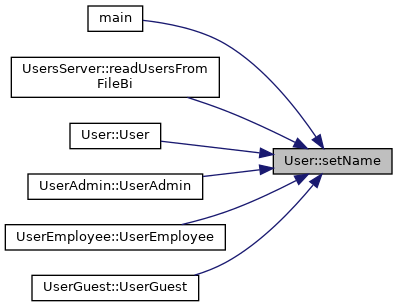 main
UsersServer::readUsersFrom
FileBi
User::User
User::setName
UserAdmin::UserAdmin
UserEmployee::UserEmployee
UserGuest::UserGuest